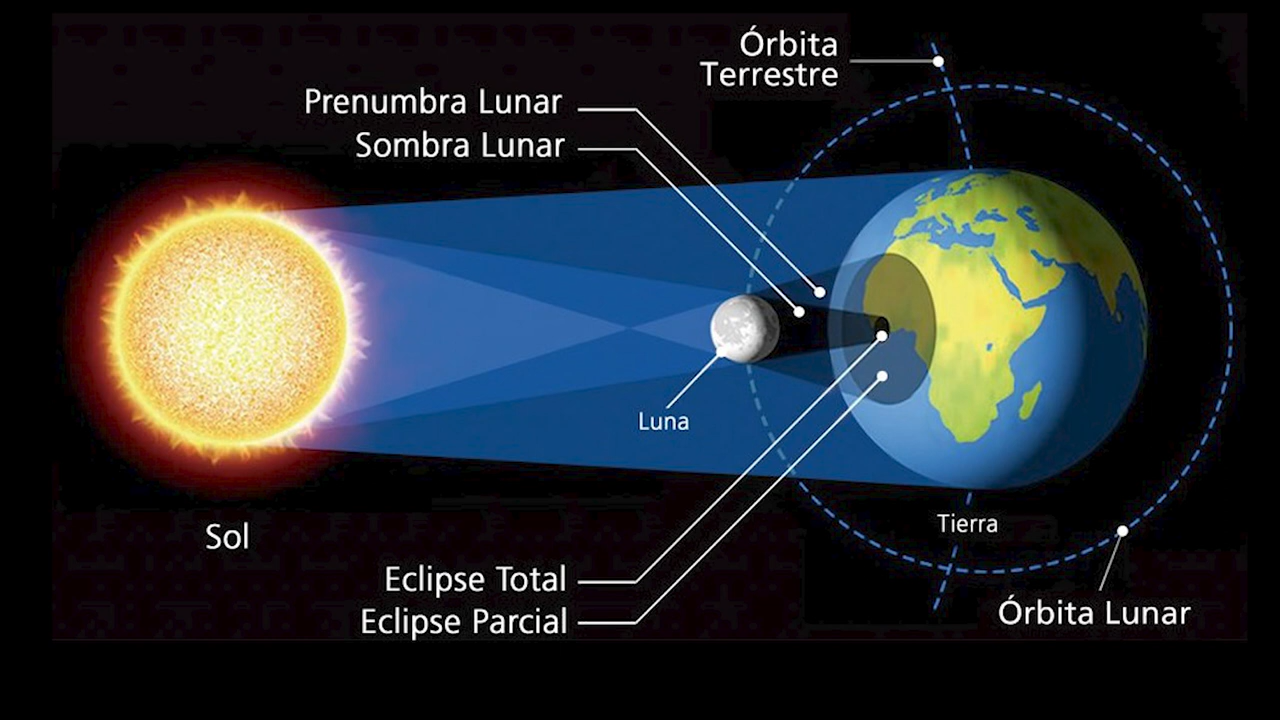 Órbita
Terrestre
Prenumbra Lunar
Sombra Lunar
Luna
Sol
Tierra
Eclipse Total
Eclipse Parcial
Órbita Lunar